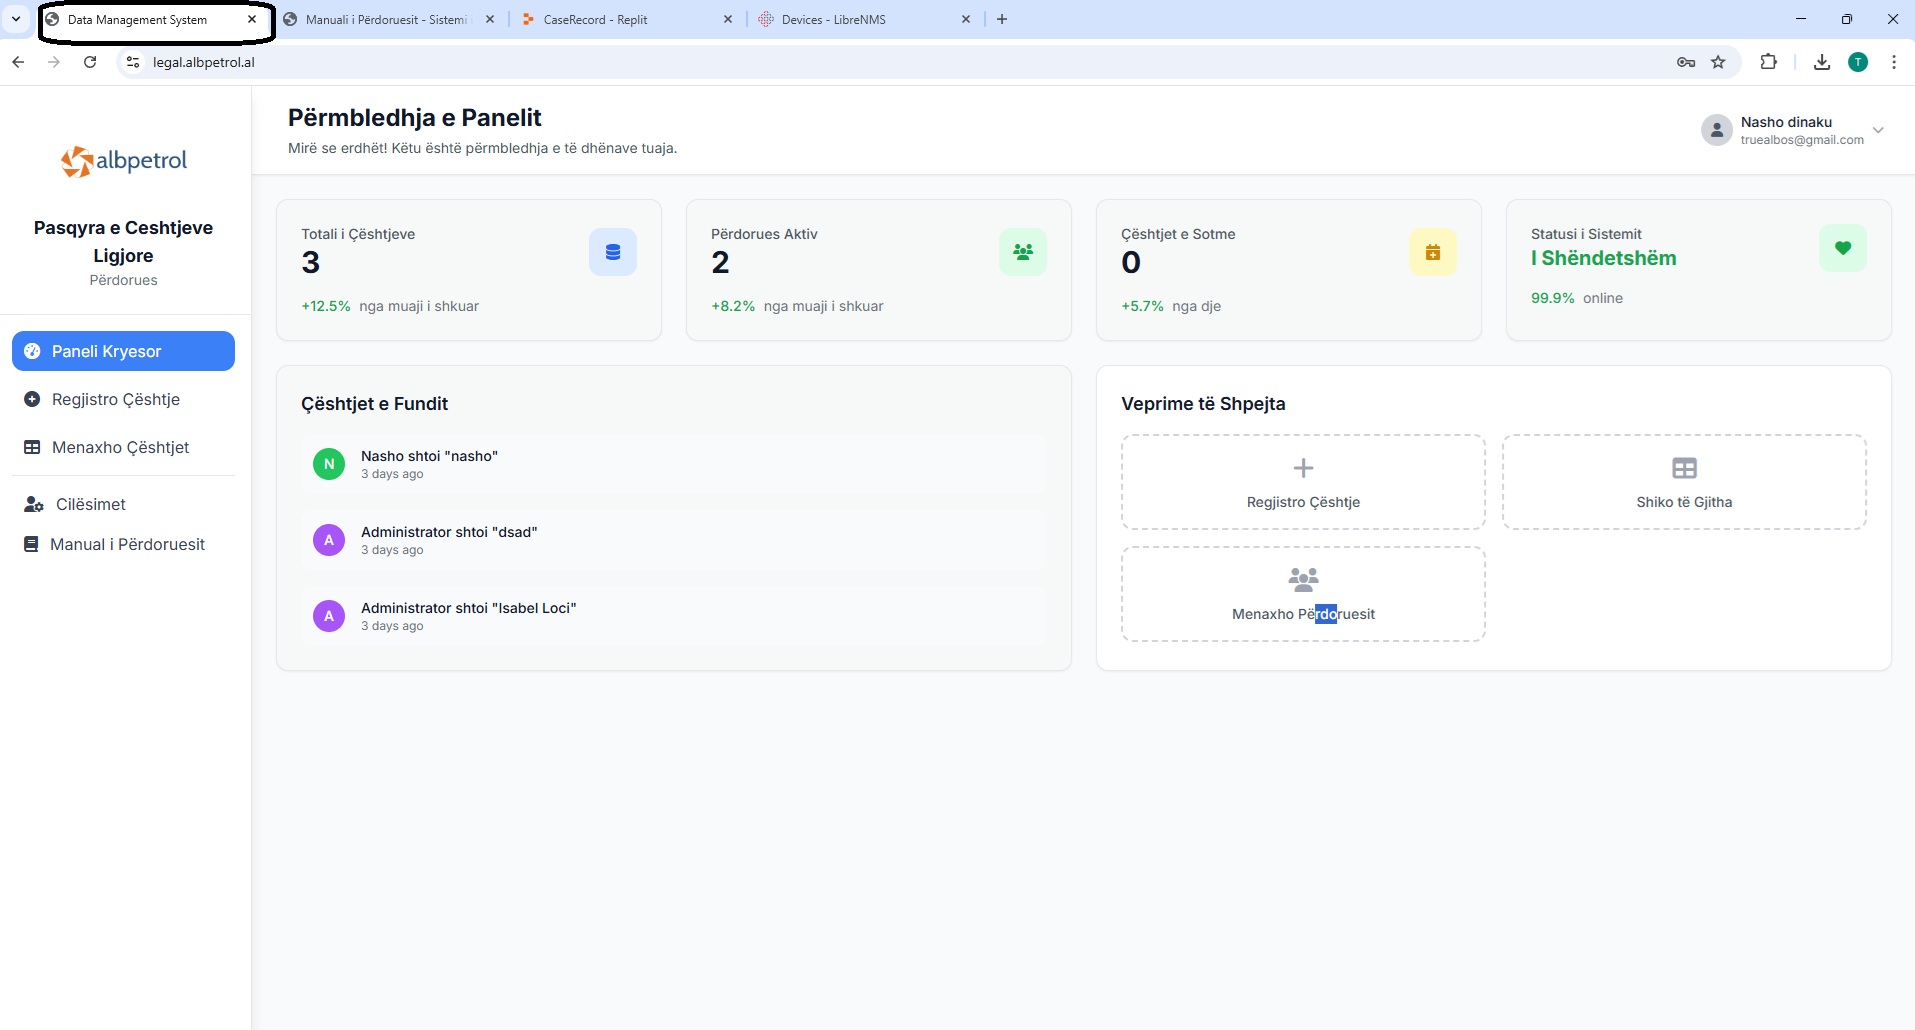 Data Management System
Manuali i Përdoruesit - Sistemi
CaseRecord - Replit
Devices - LibreNMS
legal.albpetrol.al
T
albpetrol
Pasqyra e Ceshtjeve
Ligjore
Përdorues
Paneli Kryesor
Regjistro Çështje
Menaxho Çështjet
Cilësimet
Manual i Përdoruesit
Përmbledhja e Panelit
Mirë se erdhët! Këtu është përmbledhja e të dhënave tuaja.
Nasho dinaku
truealbos@gmail.com
Totali i Çështjeve
3
+12.5% nga muaji i shkuar
Përdorues Aktiv
2
+8.2% nga muaji i shkuar
Çështjet e Sotme
0
+5.7% nga dje
Statusi i Sistemit
I Shëndetshëm
99.9% online
Çështjet e Fundit
N
Nasho shtoi "nasho"
3 days ago
A
Administrator shtoi "dsad"
3 days ago
A
Administrator shtoi "Isabel Loci"
3 days ago
Veprime të Shpejta
Regjistro Çështje
Shiko të Gjitha
Menaxho Përdoruesit